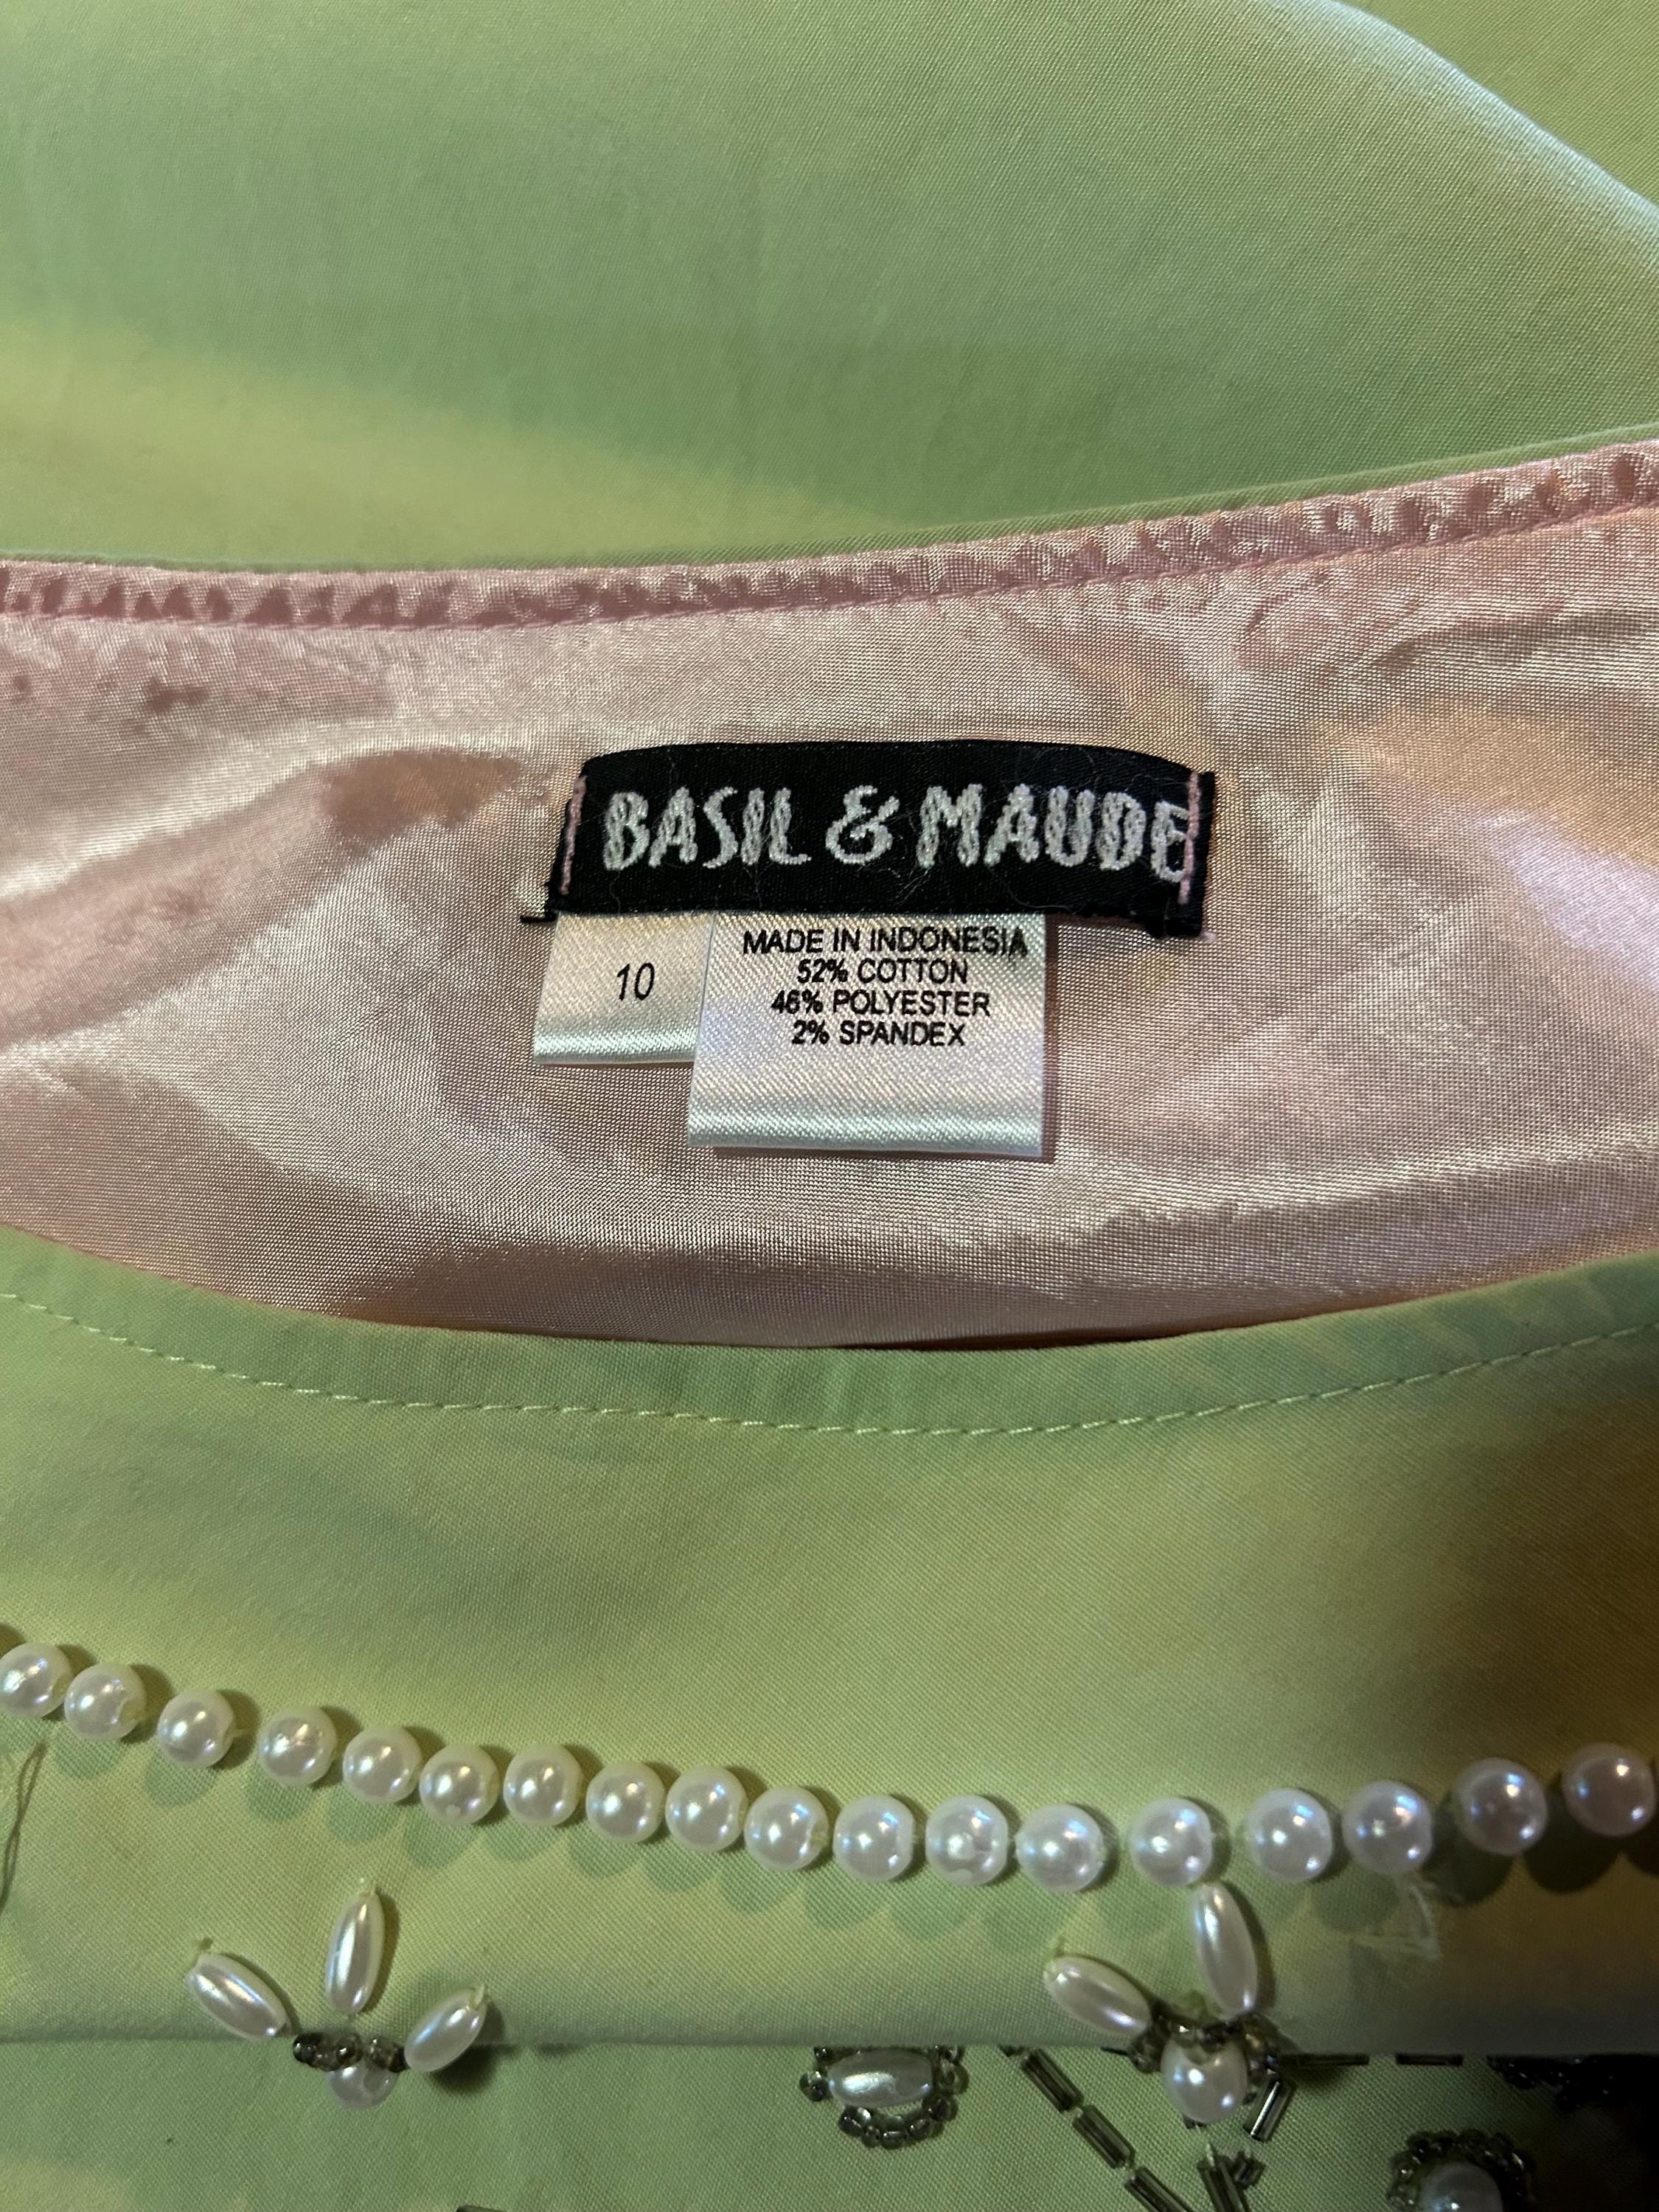 BASIL & MAUDE
10
MADE IN INDONESIA
52% COTTON
46% POLYESTER
2% SPANDEX